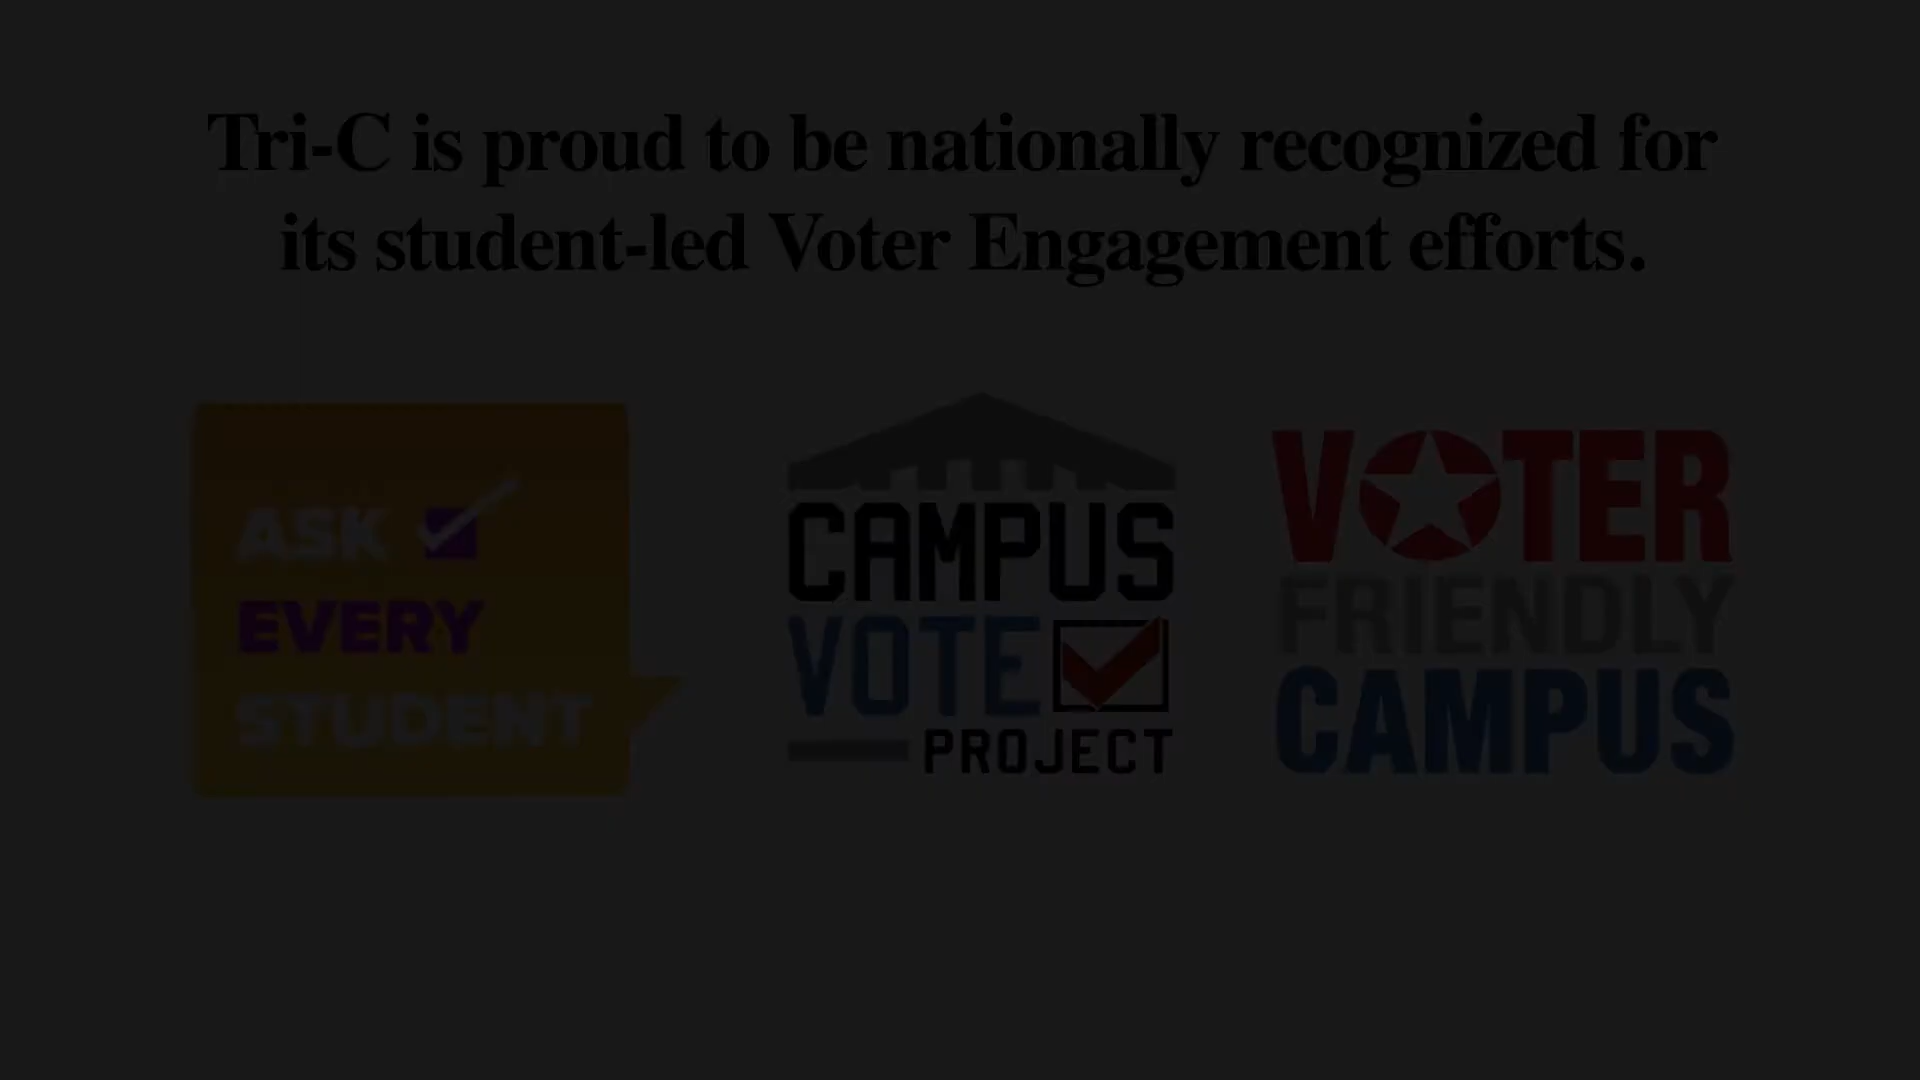 Tri-C is proud to be nationally recognized for
its student-led Voter Engagement efforts.
ASK
EVERY
STUDENT
CAMPUS
VOTE
PROJECT
VOTER
FRIENDLY
CAMPUS